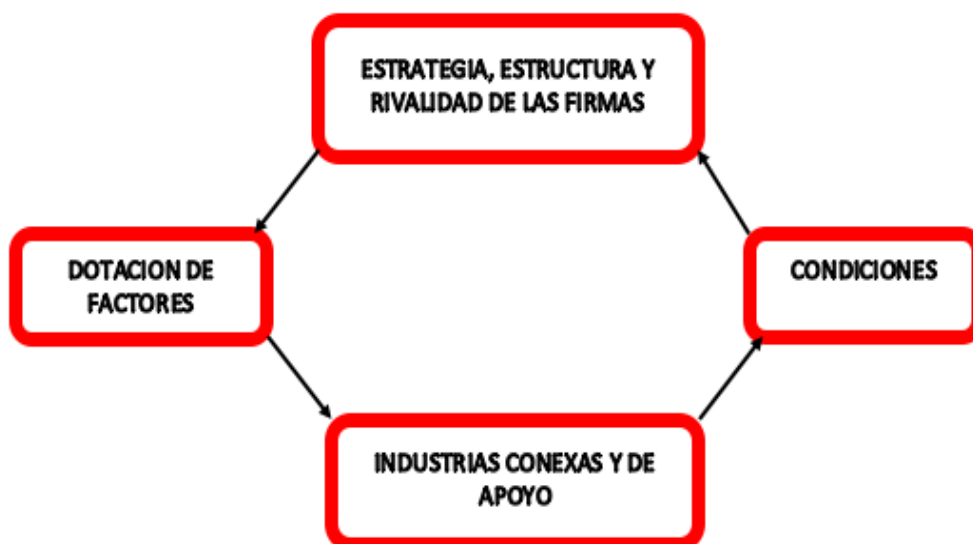 ESTRATEGIA, ESTRUCTURA Y
RIVALIDAD DE LAS FIRMAS
DOTACION DE
FACTORES
CONDICIONES
INDUSTRIAS CONEXAS Y DE
APOYO